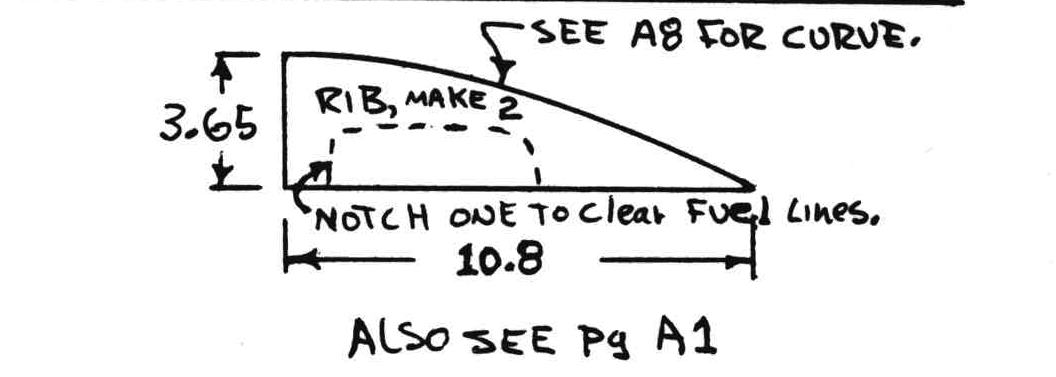 SEE A8 FOR CURVE.
RIB, MAKE 2
3.65
NOTCH ONE TO Clear Fuel Lines.
10.8
ALSO SEE Pg A1